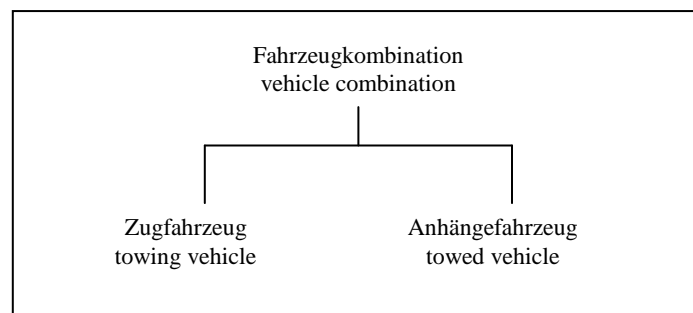 Fahrzeugkombination
vehicle combination
Zugfahrzeug
towing vehicle
Anhängefahrzeug
towed vehicle